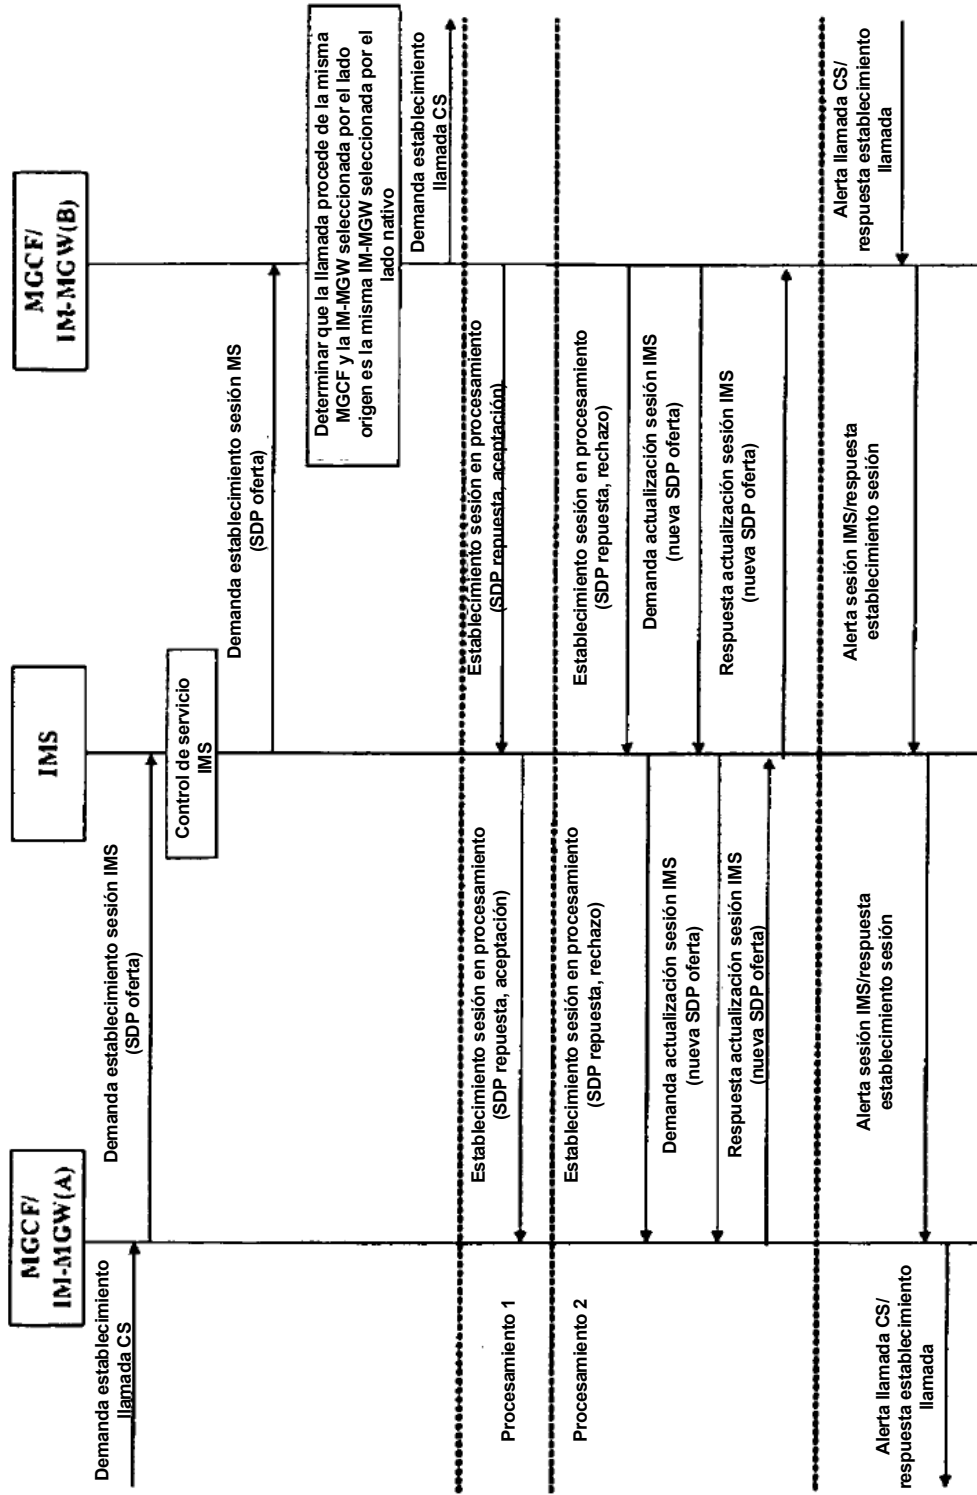 MGCF/
IM-MGW(A)
IMS
MGCF/
IM-MGW(B)
Demanda establecimiento
llamada CS
Demanda establecimiento sesión IMS
(SDP oferta)
Control de servicio
IMS
Demanda establecimiento sesión MS
(SDP oferta)
Determinar que la llamada procede de la misma
MGCF y la IM-MGW seleccionada por el lado
origen es la misma IM-MGW seleccionada por el
lado nativo
Demanda establecimiento
llamada CS
Procesamiento 1
Establecimiento sesión en procesamiento
(SDP repuesta, aceptación)
Establecimiento sesión en procesamiento
(SDP repuesta, aceptación)
Procesamiento 2
Establecimiento sesión en procesamiento
(SDP repuesta, rechazo)
Establecimiento sesión en procesamiento
(SDP repuesta, rechazo)
Demanda actualización sesión IMS
(nueva SDP oferta)
Demanda actualización sesión IMS
(nueva SDP oferta)
Respuesta actualización sesión IMS
(nueva SDP oferta)
Respuesta actualización sesión IMS
(nueva SDP oferta)
Alerta llamada CS/
respuesta establecimiento
llamada
Alerta sesión IMS/respuesta
establecimiento sesión
Alerta sesión IMS/respuesta
establecimiento sesión
Alerta llamada CS/
respuesta establecimiento
llamada